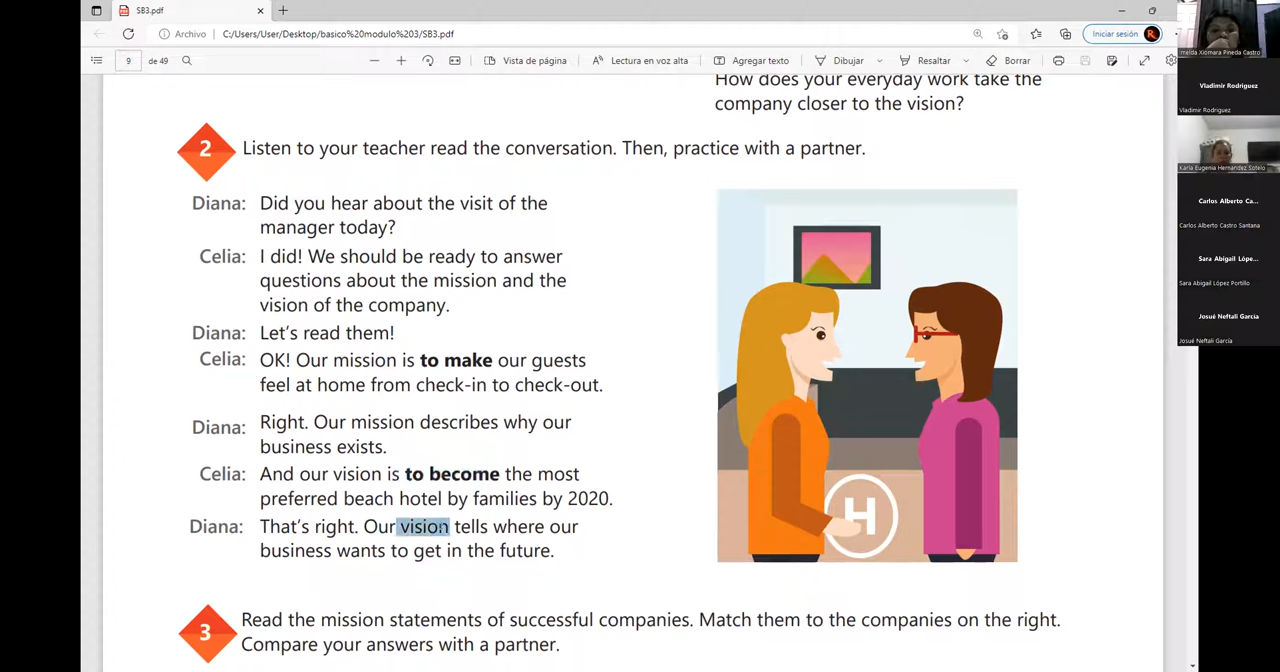 SB3.pdf
Archivo C:/Users/User/Desktop/basico%20modulo%203/SB3.pdf
Iniciar sesión R
9 de 49
Vista de página
Lectura en voz alta
Agregar texto
Dibujar
Resaltar
Borrar
How does your everyday work take the
company closer to the vision?
2 Listen to your teacher read the conversation. Then, practice with a partner.
Diana: Did you hear about the visit of the
manager today?
Celia: I did! We should be ready to answer
questions about the mission and the
vision of the company.
Diana: Let's read them!
Celia: OK! Our mission is to make our guests
feel at home from check-in to check-out.
Diana: Right. Our mission describes why our
business exists.
Celia: And our vision is to become the most
preferred beach hotel by families by 2020.
Diana: That's right. Our vision tells where our
business wants to get in the future.
H
3 Read the mission statements of successful companies. Match them to the companies on the right.
Compare your answers with a partner.
Xiomara Pineda Castro
Vladimir Rodriguez
Vladimir Rodriguez
Karla Eugenia Hernandez Sotelo
Carlos Alberto Ca...
Carlos Alberto Castro Santana
Sara Abigail Lópe...
Sara Abigail López Portillo
Josué Neftali García
Josué Neftali García